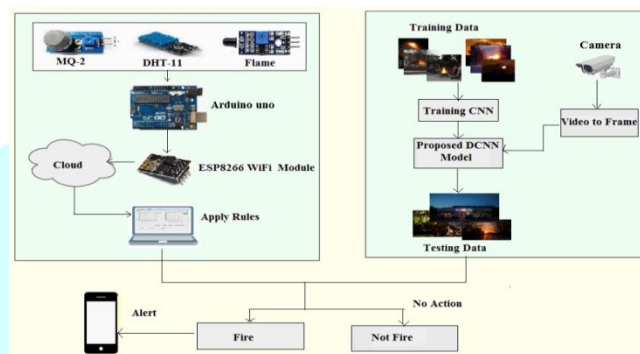 MQ-2
DHT-11
Flame
Arduino uno
ESP8266 WiFi Module
Cloud
Apply Rules
Training Data
Camera
Training CNN
Video to Frame
Proposed DCNN
Model
Testing Data
No Action
Alert
Fire
Not Fire